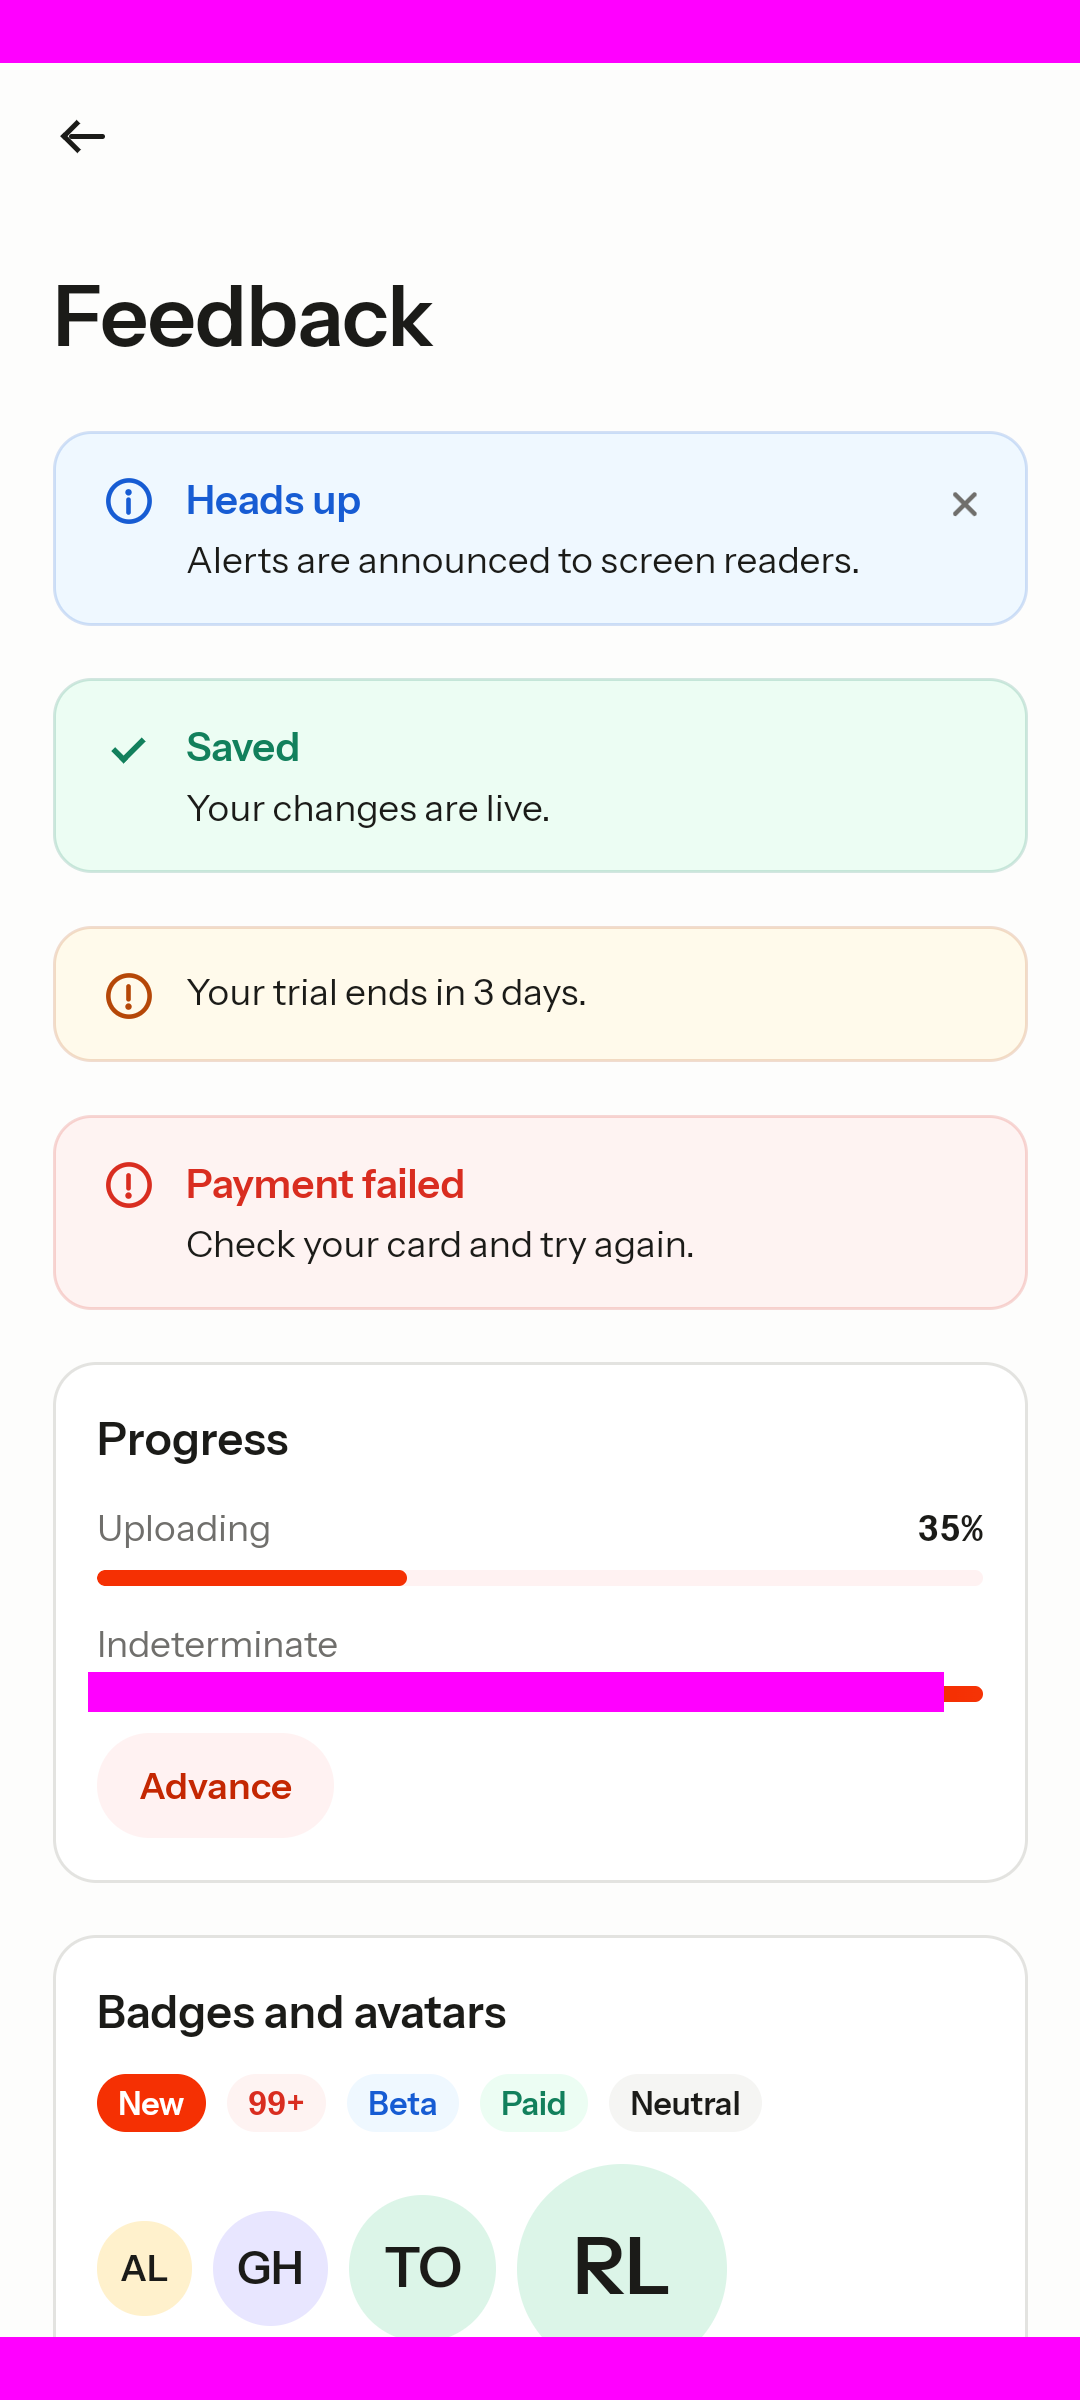 Feedback
Heads up
Alerts are announced to screen readers.
Saved
Your changes are live.
Your trial ends in 3 days.
Payment failed
Check your card and try again.
Progress
Uploading 35%
Indeterminate
Advance
Badges and avatars
New 99+ Beta Paid Neutral
AL GH TO RL